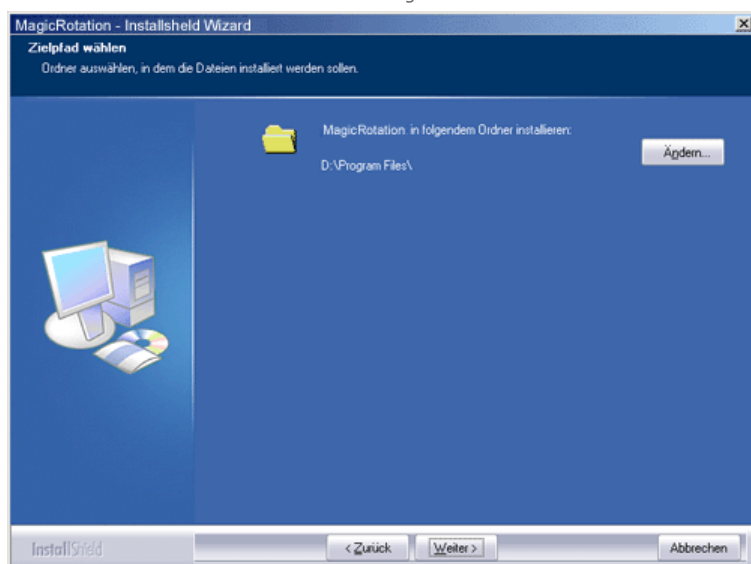 MagicRotation - Installsheld Wizard
Zielpfad wählen
Ordner auswählen, in dem die Dateien installiert werden sollen.
MagicRotation in folgendem Ordner installieren:
Ändern...
D:\Program Files\
InstallShield
< Zurück
Weiter >
Abbrechen